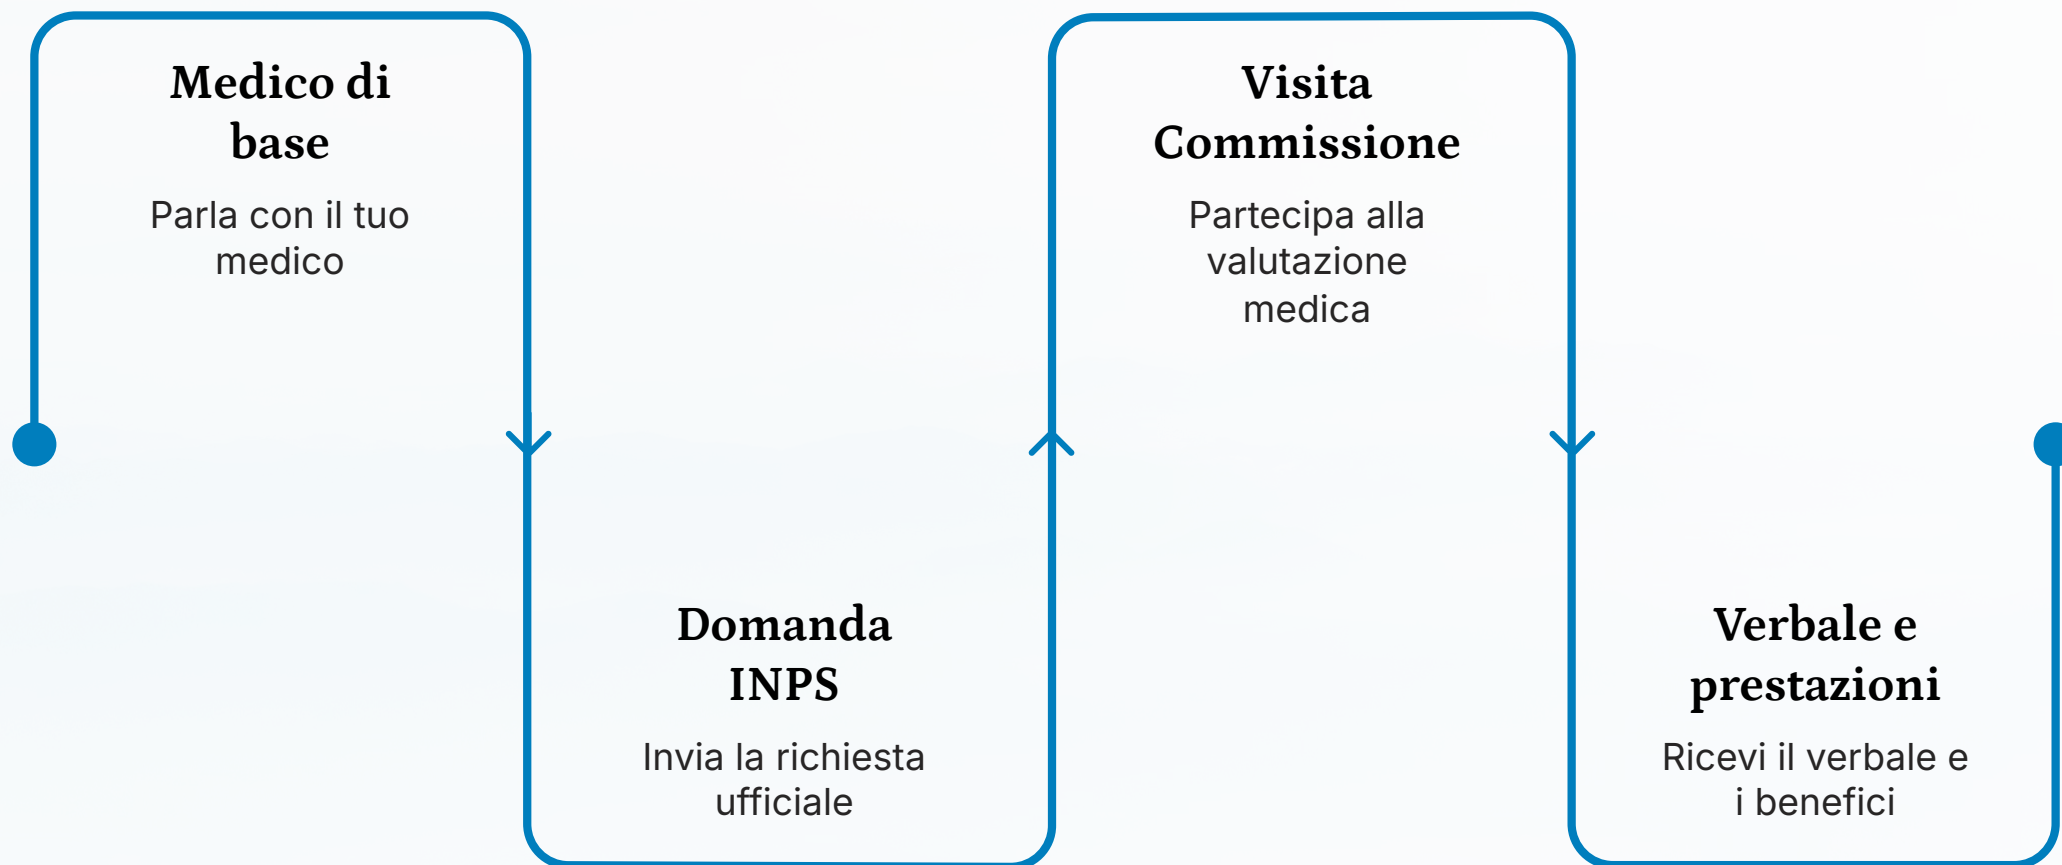 Medico di
base
Parla con il tuo
medico
Domanda
INPS
Invia la richiesta
ufficiale
Visita
Commissione
Partecipa alla
valutazione
medica
Verbale e
prestazioni
Ricevi il verbale e
i benefici